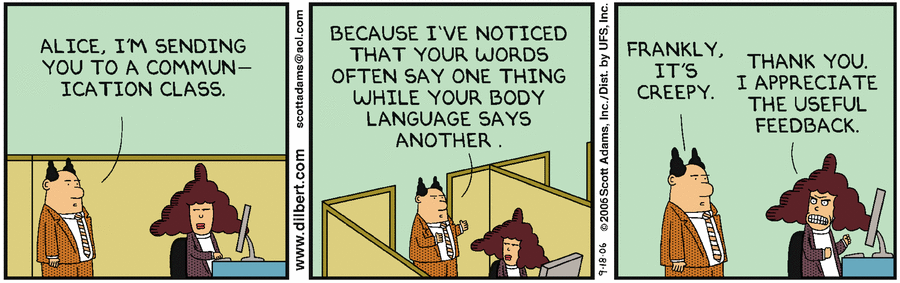 ALICE, I'M SENDING
YOU TO A COMMUN-
ICATION CLASS.
www.dilbert.com
scottadams@aol.com
BECAUSE I'VE NOTICED
THAT YOUR WORDS
OFTEN SAY ONE THING
WHILE YOUR BODY
LANGUAGE SAYS
ANOTHER.
9-18-06 ©2006 Scott Adams, Inc./Dist. by UFS, Inc.
FRANKLY,
IT'S
CREEPY.
THANK YOU.
I APPRECIATE
THE USEFUL
FEEDBACK.